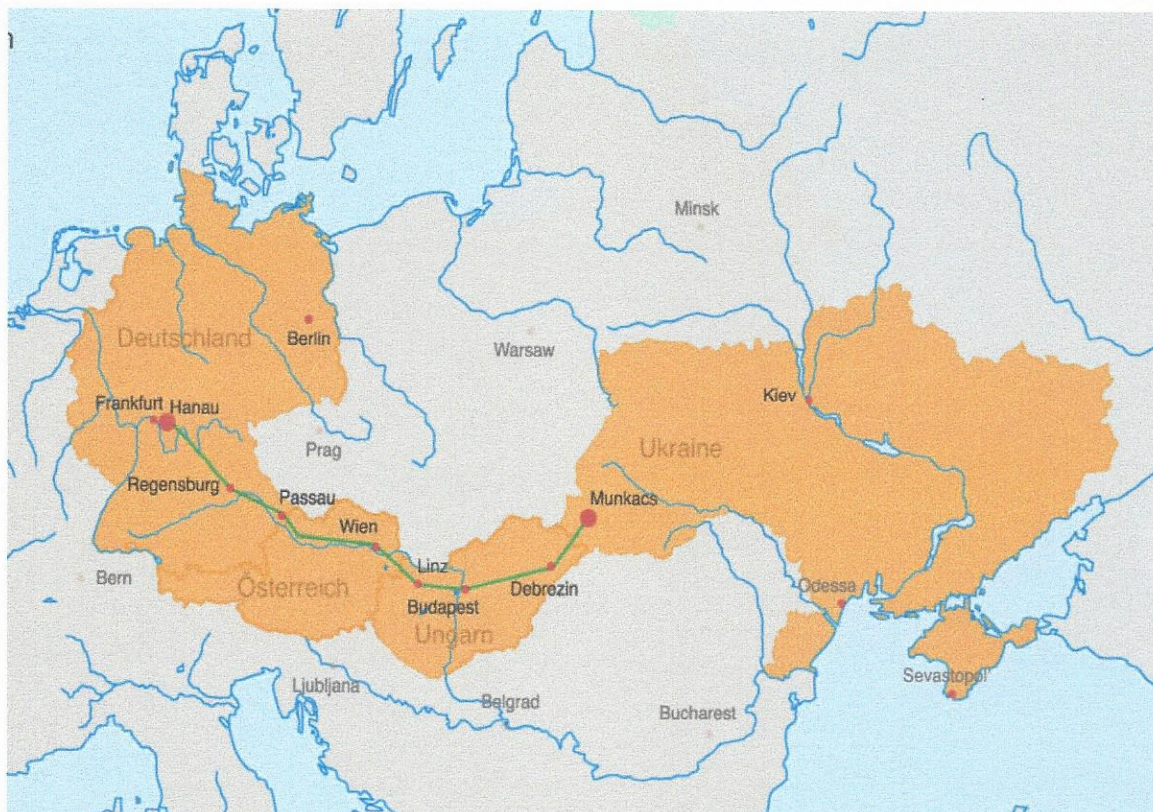 n
Minsk
Deutschland
Berlin
Warsaw
Frankfurt Hanau
Kiev
Prag
Ukraine
Regensburg
Passau
Munkacs
Wien
Bern
Österreich
Linz
Debrezin
Odessa
Budapest
Ungarn
Ljubljana
Belgrad
Sevastopol'
Bucharest